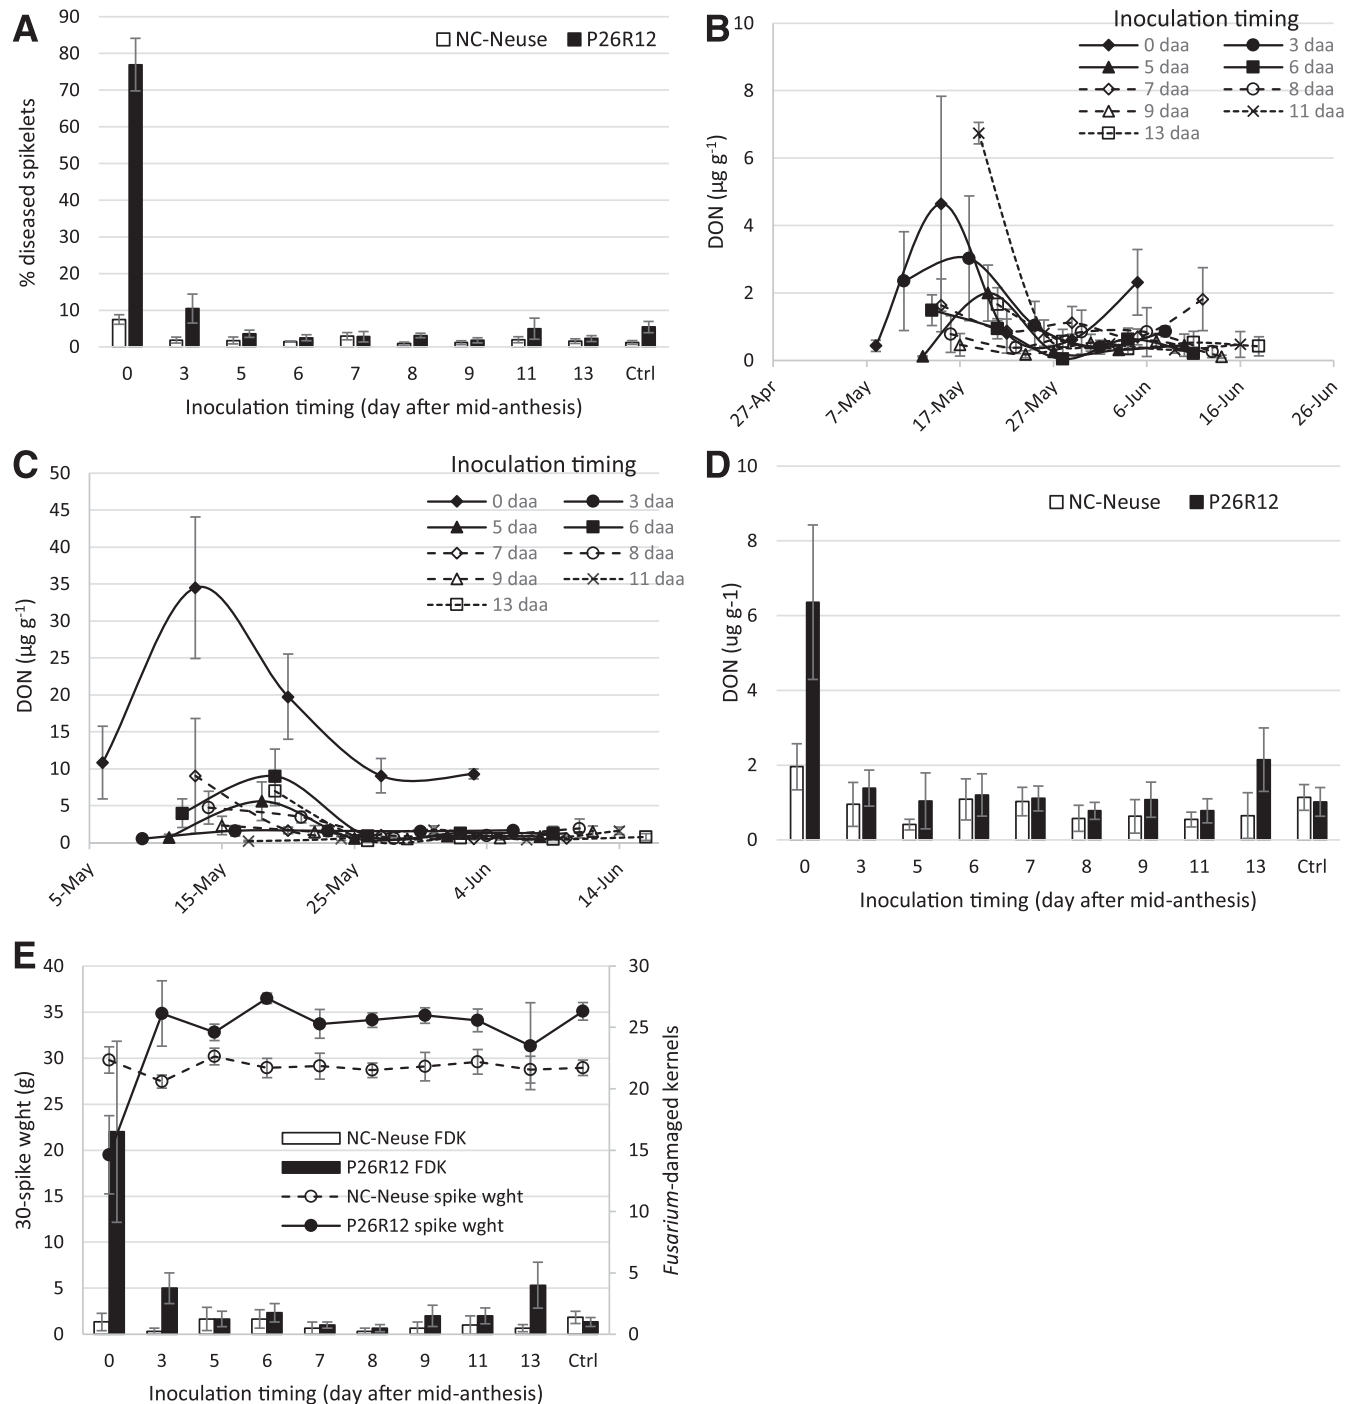 A
90
80
70
60
50
40
30
20
10
0
% diseased spikelets
NC-Neuse P26R12
0 3 5 6 7 8 9 11 13 Ctrl
Inoculation timing (day after mid-anthesis)
B
10
8
6
4
2
0
DON (µg g-1)
Inoculation timing
0 daa 3 daa
5 daa 6 daa
7 daa 8 daa
9 daa 11 daa
13 daa
27-Apr 7-May 17-May 27-May 6-Jun 16-Jun 26-Jun
C
50
45
40
35
30
25
20
15
10
5
0
DON (µg g-1)
Inoculation timing
0 daa 3 daa
5 daa 6 daa
7 daa 8 daa
9 daa 11 daa
13 daa
5-May 15-May 25-May 4-Jun 14-Jun
D
10
8
6
4
2
0
DON (ug g-1)
NC-Neuse P26R12
0 3 5 6 7 8 9 11 13 Ctrl
Inoculation timing (day after mid-anthesis)
E
40
35
30
25
20
15
10
5
0
30-spike wght (g)
30
25
20
15
10
5
0
Fusarium-damaged kernels
NC-Neuse FDK
P26R12 FDK
NC-Neuse spike wght
P26R12 spike wght
0 3 5 6 7 8 9 11 13 Ctrl
Inoculation timing (day after mid-anthesis)